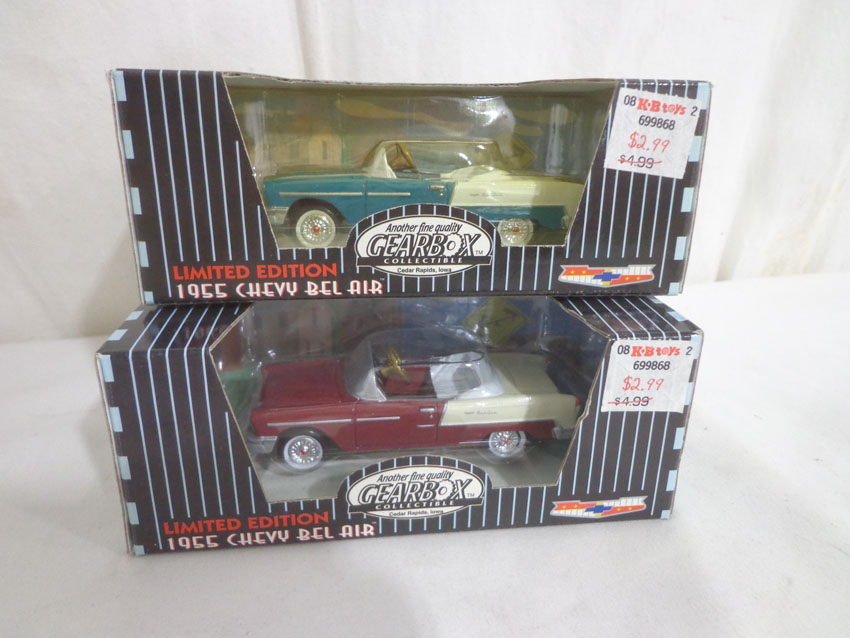 08 K·B toys 2
699868
$2.99
$4.99
Another fine quality
GEARBOX™
COLLECTIBLE
Cedar Rapids, Iowa
LIMITED EDITION
1955 CHEVY BEL AIR
08 K·B toys 2
699868
$2.99
$4.99
Another fine quality
GEARBOX™
COLLECTIBLE
Cedar Rapids, Iowa
LIMITED EDITION
1955 CHEVY BEL AIR